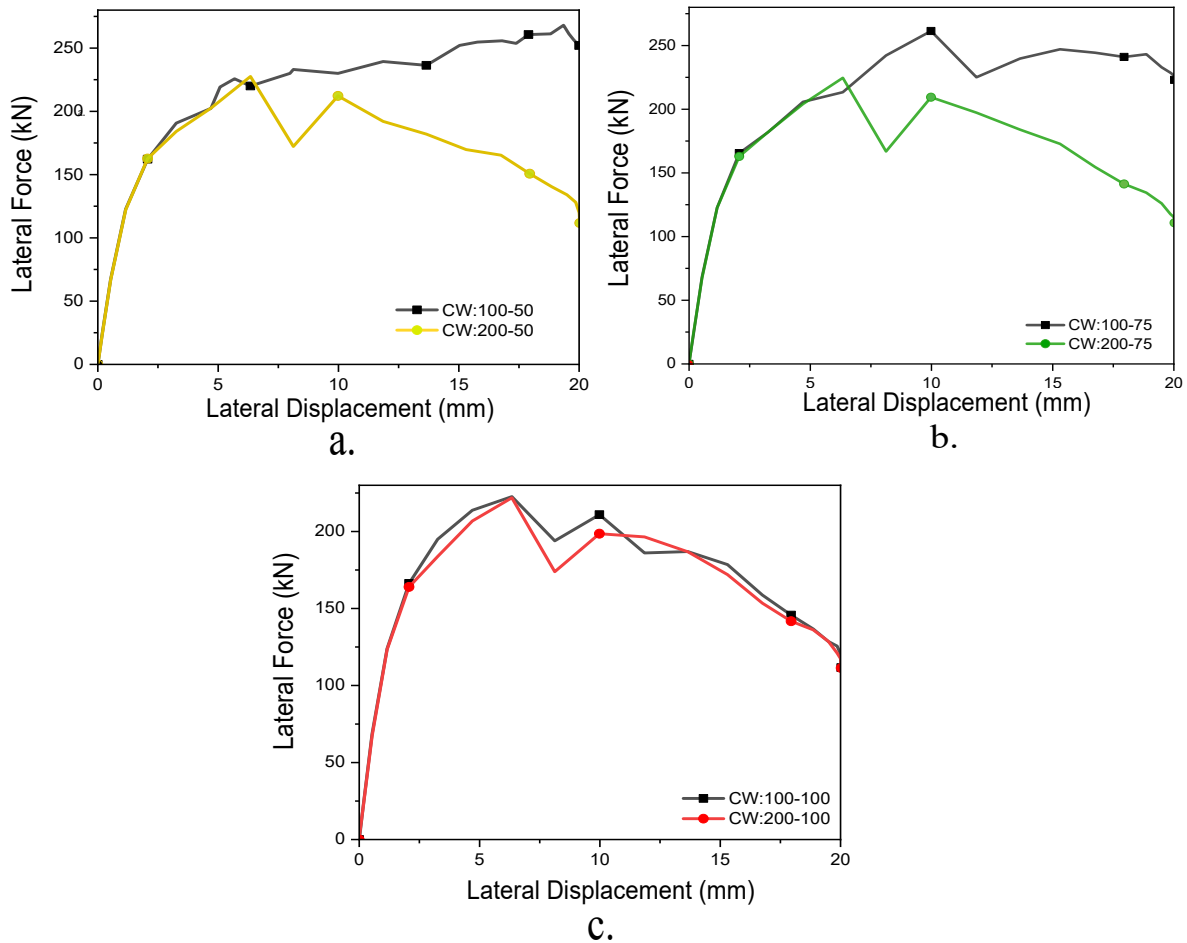 250
200
150
100
50
0
Lateral Force (kN)
CW:100-50
CW:200-50
0 5 10 15 20
Lateral Displacement (mm)
a.
250
200
150
100
50
0
Lateral Force (kN)
CW:100-75
CW:200-75
0 5 10 15 20
Lateral Displacement (mm)
b.
200
150
100
50
0
Lateral Force (kN)
CW:100-100
CW:200-100
0 5 10 15 20
Lateral Displacement (mm)
c.